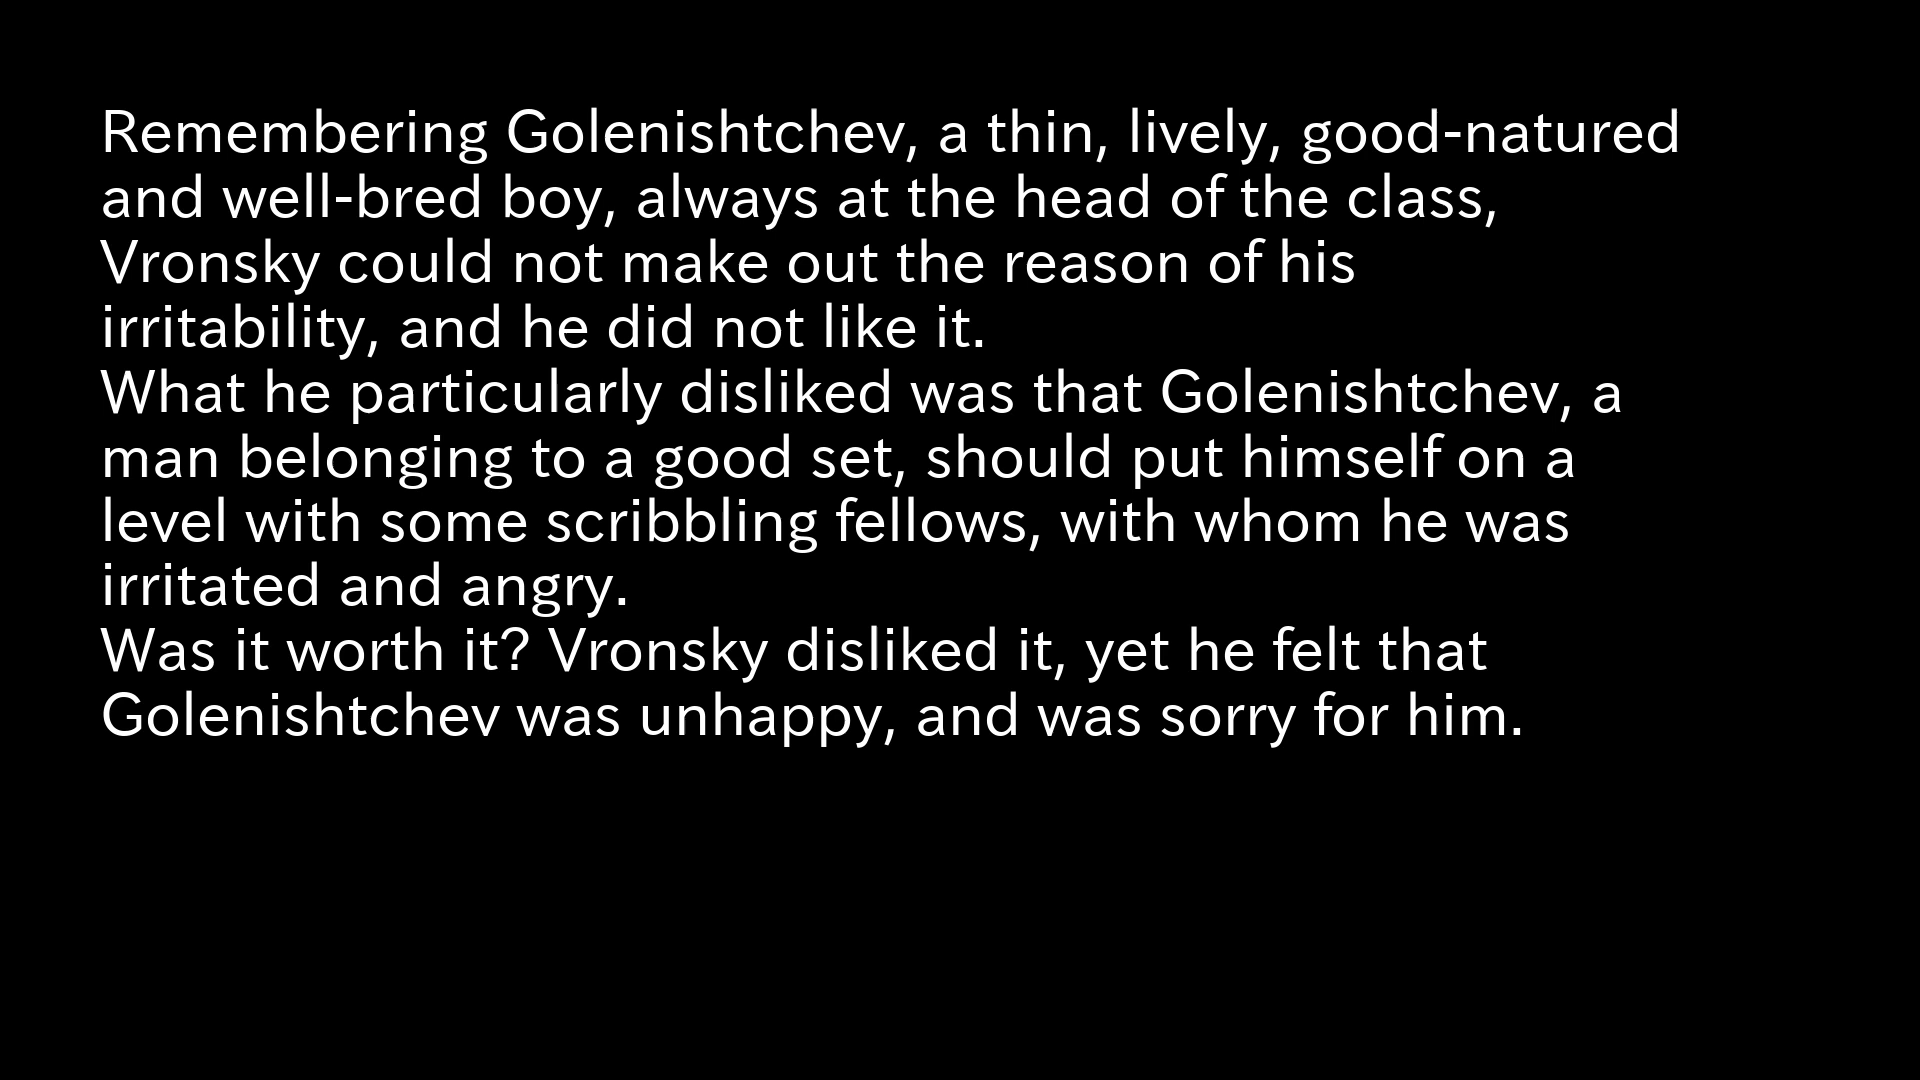 Remembering Golenishtchev, a thin, lively, good-natured
and well-bred boy, always at the head of the class,
Vronsky could not make out the reason of his
irritability, and he did not like it.
What he particularly disliked was that Golenishtchev, a
man belonging to a good set, should put himself on a
level with some scribbling fellows, with whom he was
irritated and angry.
Was it worth it? Vronsky disliked it, yet he felt that
Golenishtchev was unhappy, and was sorry for him.